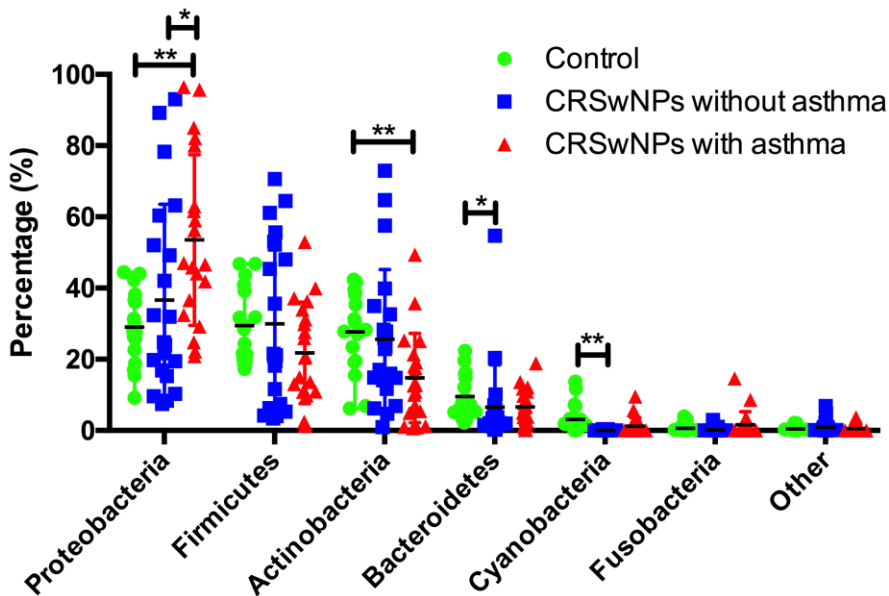 *
**
**
*
**
Control
CRSwNPs without asthma
CRSwNPs with asthma
Percentage (%)
100
80
60
40
20
0
Proteobacteria
Firmicutes
Actinobacteria
Bacteroidetes
Cyanobacteria
Fusobacteria
Other